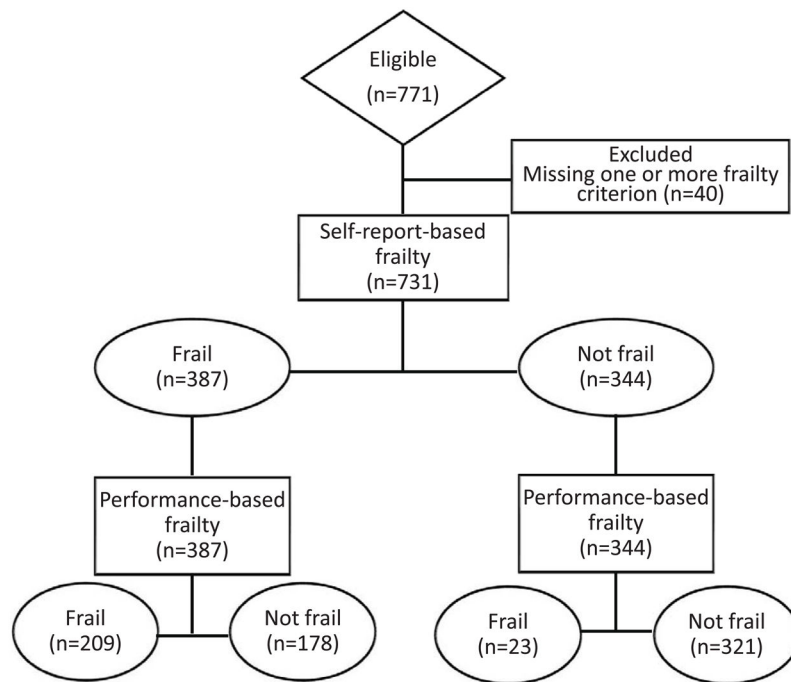 Eligible
(n=771)
Excluded
Missing one or more frailty
criterion (n=40)
Self-report-based
frailty
(n=731)
Frail
(n=387)
Not frail
(n=344)
Performance-based
frailty
(n=387)
Performance-based
frailty
(n=344)
Frail
(n=209)
Not frail
(n=178)
Frail
(n=23)
Not frail
(n=321)